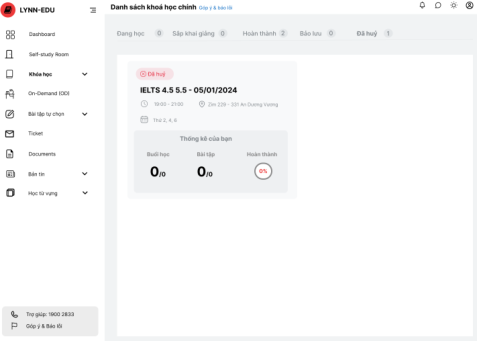 LYNN-EDU
Dashboard
Self-study Room
Khóa học
On-Demand (OD)
Bài tập tự chọn
Ticket
Documents
Bản tin
Học từ vựng
Trợ giúp: 1900 2833
Góp ý & Báo lỗi
Danh sách khoá học chính Góp ý & báo lỗi
Đang học 0 Sắp khai giảng 0 Hoàn thành 2 Bảo lưu 0 Đã huỷ 1
Đã huỷ
IELTS 4.5 5.5 - 05/01/2024
19:00 - 21:00 Zim 229 - 331 An Dương Vương
Thứ 2, 4, 6
Thống kê của bạn
Buổi học Bài tập Hoàn thành
0/0 0/0 0%